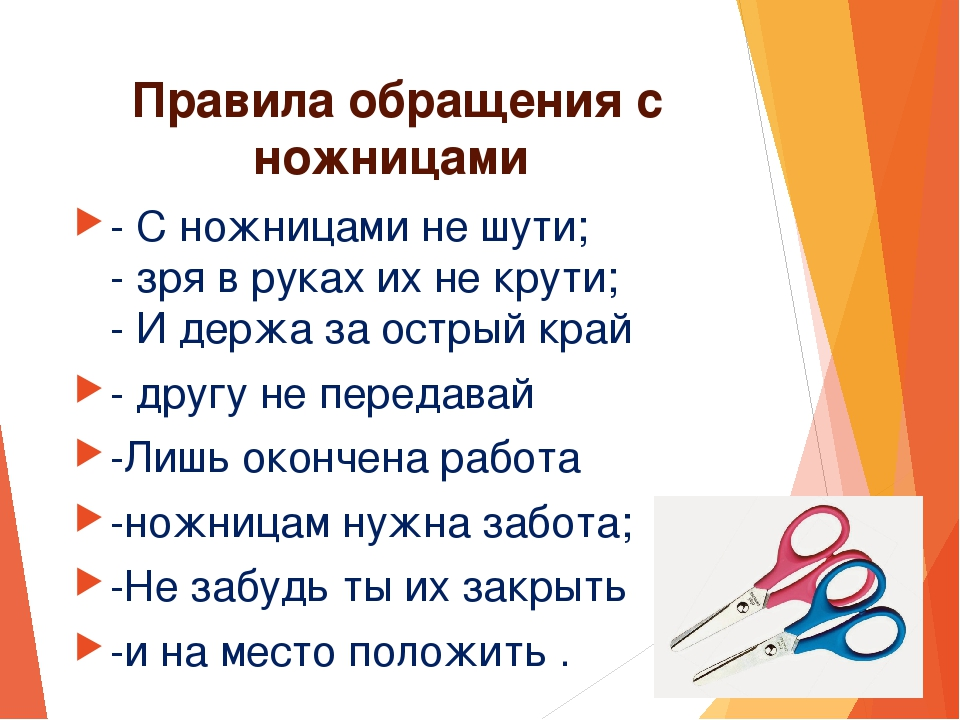 Правила обращения с
ножницами
- С ножницами не шути;
- зря в руках их не крути;
- И держа за острый край
- другу не передавай
-Лишь окончена работа
-ножницам нужна забота;
-Не забудь ты их закрыть
-и на место положить .